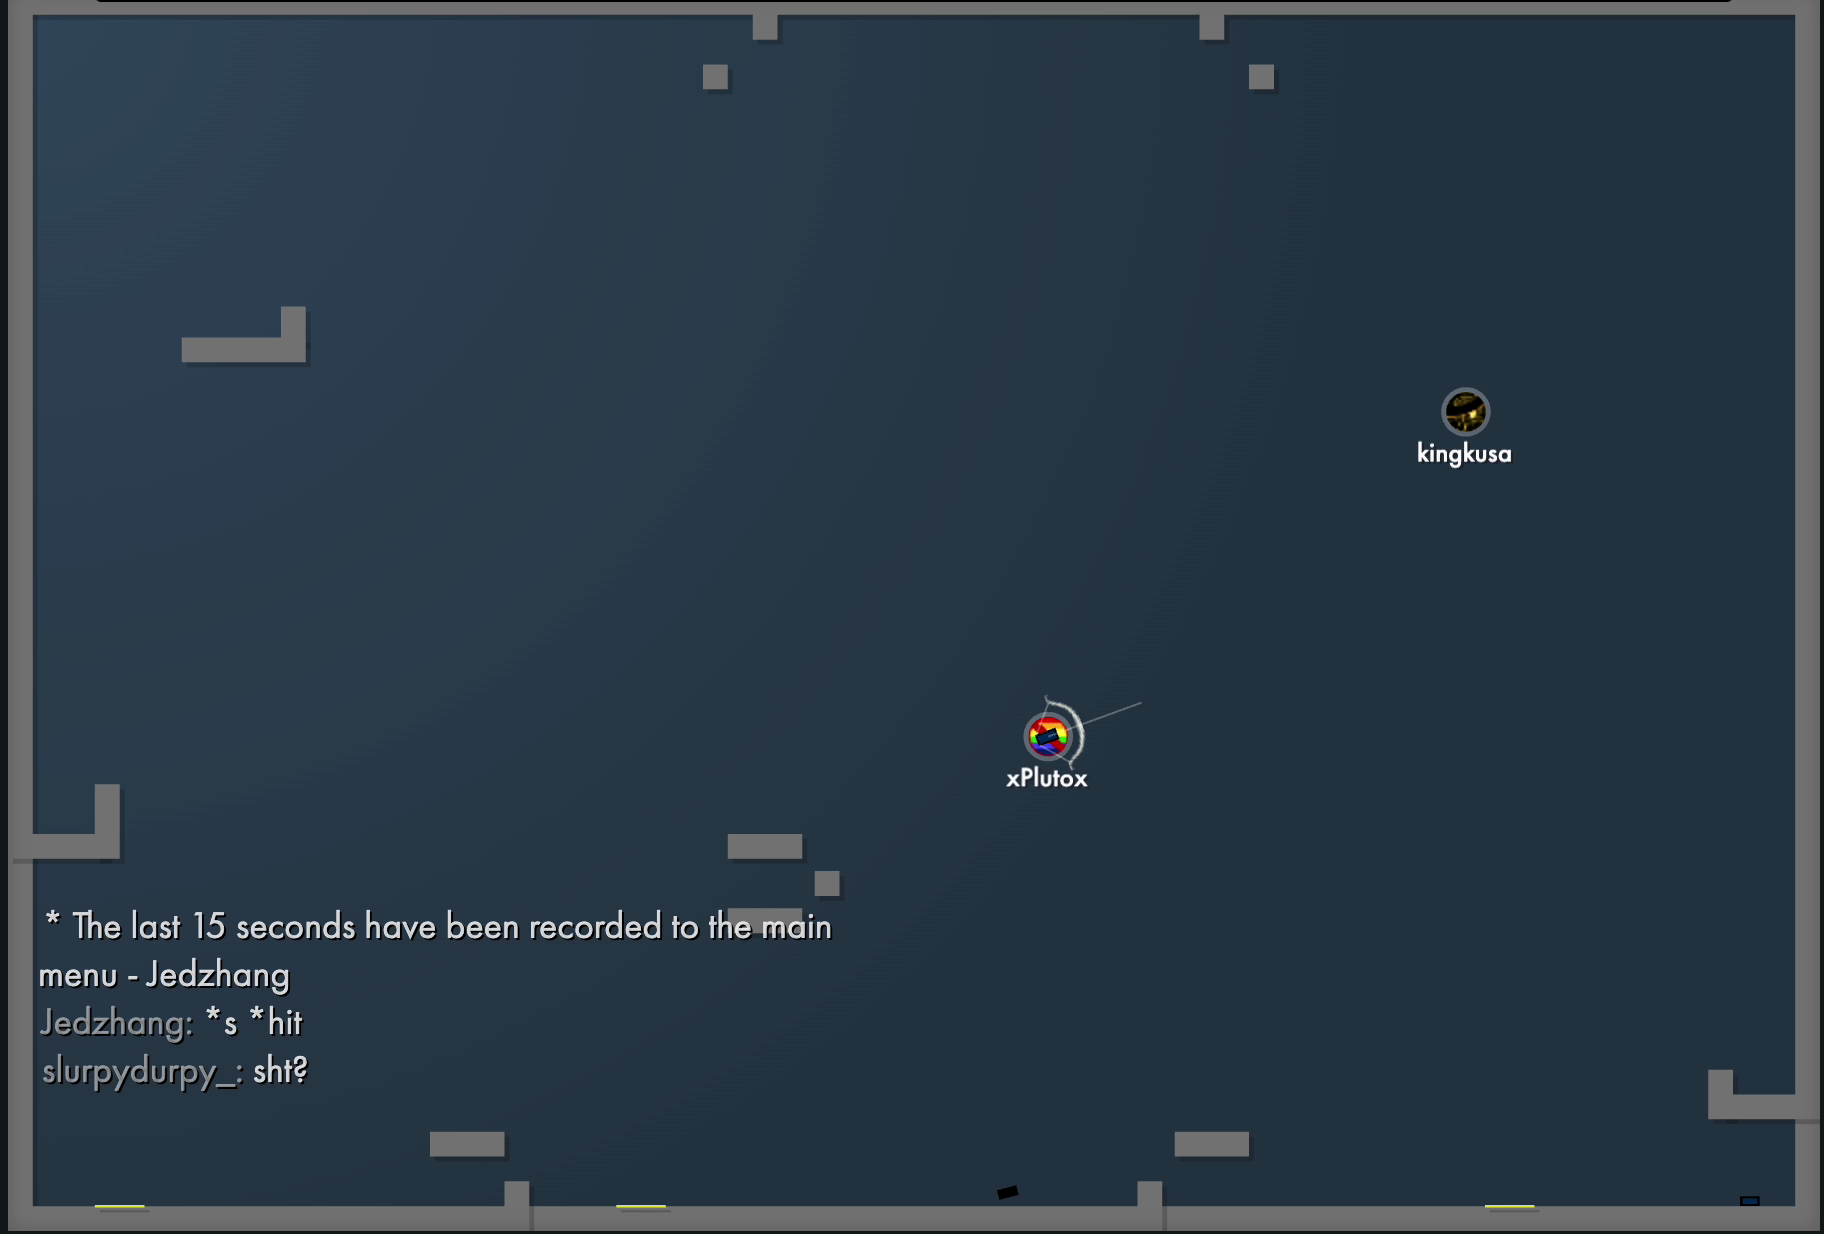 kingkusa
xPlutox
* The last 15 seconds have been recorded to the main
menu - Jedzhang
Jedzhang: *s *hit
slurpydurpy_: sht?